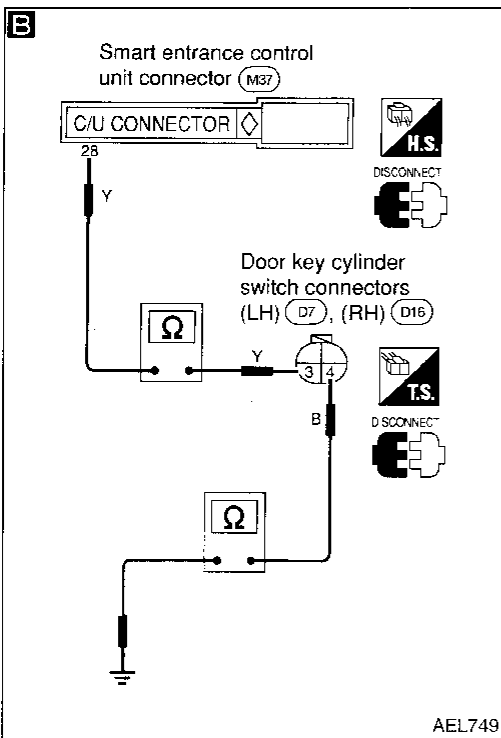 B
Smart entrance control
unit connector M37
C/U CONNECTOR
H.S.
28
DISCONNECT
Y
Door key cylinder
switch connectors
(LH) D7, (RH) D16
Ω
Y
3 4
T.S.
B
DISCONNECT
Ω
AEL749